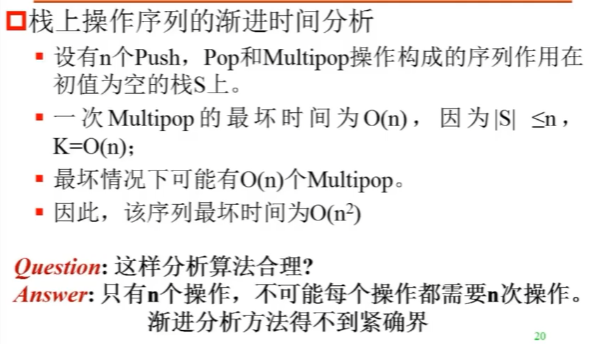 栈上操作序列的渐进时间分析
设有n个Push，Pop和Multipop操作构成的序列作用在
初值为空的栈S上。
一次Multipop的最坏时间为O(n)，因为|S| ≤n，
K=O(n)；
最坏情况下可能有O(n)个Multipop。
因此，该序列最坏时间为O(n²)
Question: 这样分析算法合理?
Answer: 只有n个操作，不可能每个操作都需要n次操作。
渐进分析方法得不到紧确界
20